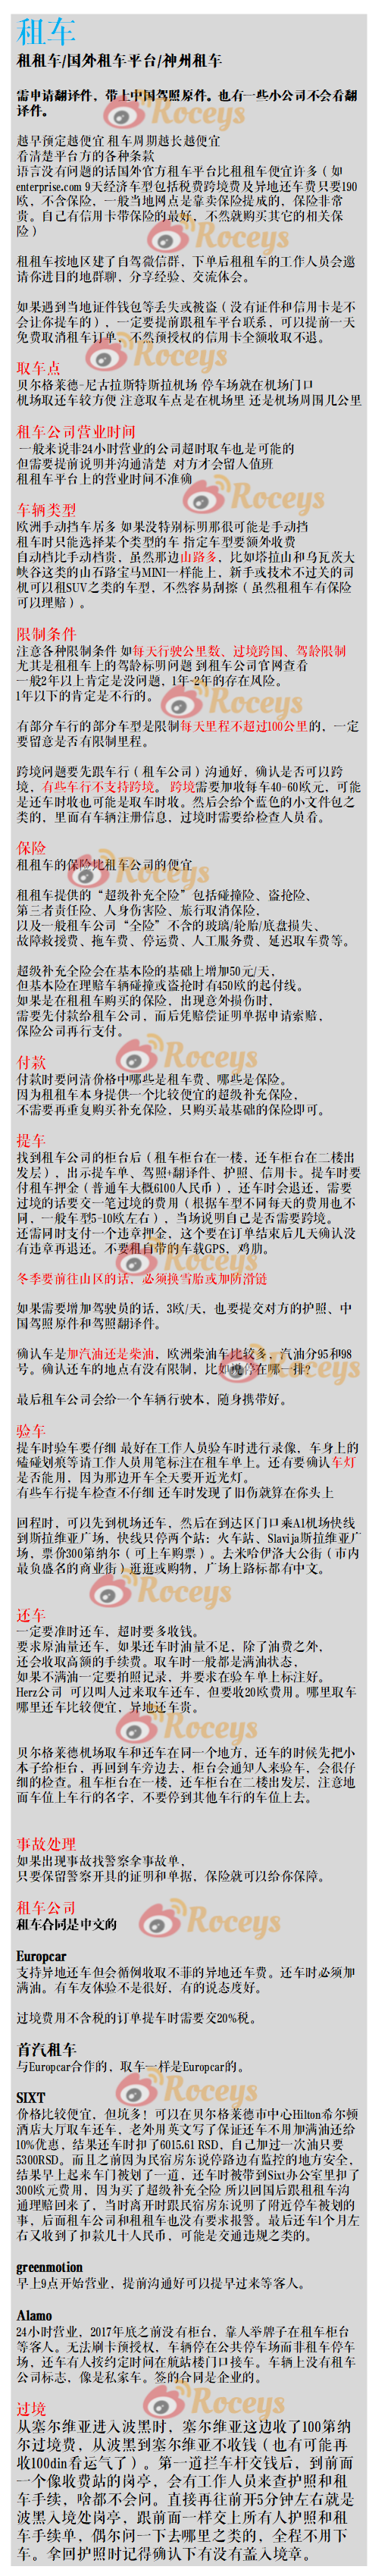 租车
租租车/国外租车平台/神州租车
需申请翻译件，带上中国驾照原件。也有一些小公司不会看翻
译件。
越早预定越便宜 租车周期越长越便宜
看清楚平台方的各种条款
语言没有问题的话国外官方租车平台比租租车便宜许多（如
enterprise.com 9天经济车型包括税费跨境费及异地还车费只要190
欧，不含保险，一般当地网点是靠卖保险提成的，保险非常
贵。自己有信用卡带保险的最好，不然就购买其它的相关保
险）
租租车按地区建了自驾微信群，下单后租租车的工作人员会邀
请你进目的地群聊，分享经验、交流体会。
如果遇到当地证件钱包等丢失或被盗（没有证件和信用卡是不
会让你提车的），一定要提前跟租车平台联系，可以提前一天
免费取消租车订单，不然预授权的信用卡全额收取不退。
取车点
贝尔格莱德-尼古拉斯特斯拉机场 停车场就在机场门口
机场取还车较方便 注意取车点是在机场里 还是机场周围几公里
租车公司营业时间
一般来说非24小时营业的公司超时取车也是可能的
但需要提前说明并沟通清楚 对方才会留人值班
租租车平台上的营业时间不准确
车辆类型
欧洲手动挡车居多 如果没特别标明那很可能是手动挡
租车时只能选择某个类型的车 指定车型要额外收费
自动档比手动档贵，虽然那边山路多，比如塔拉山和乌瓦茨大
峡谷这类的山石路宝马MINI一样能上，新手或技术不过关的司
机可以租SUV之类的车型，不然容易刮擦（虽然租租车有保险
可以理赔）。
限制条件
注意各种限制条件 如每天行驶公里数、过境跨国、驾龄限制
尤其是租租车上的驾龄标明问题 到租车公司官网查看
一般2年以上肯定是没问题，1年-2年的存在风险。
1年以下的肯定是不行的。
有部分车行的部分车型是限制每天里程不超过100公里的，一定
要留意是否有限制里程。
跨境问题要先跟车行（租车公司）沟通好，确认是否可以跨
境，有些车行不支持跨境。 跨境需要加收每车40-60欧元，可能
是还车时收也可能是取车时收。然后会给个蓝色的小文件包之
类的，里面有车辆注册信息，过境时需要给检查人员看。
保险
租租车的保险比租车公司的便宜
租租车提供的“超级补充全险”包括碰撞险、盗抢险、
第三者责任险、人身伤害险、旅行取消保险，
以及一般租车公司“全险”不含的玻璃/轮胎/底盘损失、
故障救援费、拖车费、停运费、人工服务费、延迟取车费等。
超级补充全险会在基本险的基础上增加50元/天，
但基本险在理赔车辆碰撞或盗抢时有450欧的起付线。
如果是在租租车购买的保险，出现意外损伤时，
需要先付款给租车公司，而后凭赔偿证明单据申请索赔，
保险公司再行支付。
付款
付款时要问清价格中哪些是租车费、哪些是保险。
因为租租车本身提供一个比较便宜的超级补充保险，
不需要再重复购买补充保险，只购买最基础的保险即可。
提车
找到租车公司的柜台后（租车柜台在一楼，还车柜台在二楼出
发层），出示提车单、驾照+翻译件、护照、信用卡。提车时要
付租车押金（普通车大概6100人民币），还车时会退还，需要
过境的话要交一笔过境的费用（根据车型不同每天的费用也不
同，一般车型5-10欧左右），当场说明自己是否需要跨境。
还需同时支付一个违章押金，这个要在订单结束后几天确认没
有违章再退还。不要租自带的车载GPS，鸡肋。
冬季要前往山区的话，必须换雪胎或加防滑链
如果需要增加驾驶员的话，3欧/天，也要提交对方的护照、中
国驾照原件和驾照翻译件。
确认车是加汽油还是柴油，欧洲柴油车比较多，汽油分95和98
号。确认还车的地点有没有限制，比如说停在哪一排？
最后租车公司会给一个车辆行驶本，随身携带好。
验车
提车时验车要仔细 最好在工作人员验车时进行录像，车身上的
磕碰划痕等请工作人员用笔标注在租车单上。还有要确认车灯
是否能用，因为那边开车全天要开近光灯。
有些车行提车检查不仔细 还车时发现了旧伤就算在你头上
回程时，可以先到机场还车，然后在到达区门口乘A1机场快线
到斯拉维亚广场，快线只停两个站：火车站、Slavija斯拉维亚广
场，票价300第纳尔（可上车购票）。去米哈伊洛大公街（市内
最负盛名的商业街）逛逛或购物，广场上路标都有中文。
还车
一定要准时还车，超时要多收钱。
要求原油量还车，如果还车时油量不足，除了油费之外，
还会收取高额的手续费。取车时一般都是满油状态，
如果不满油一定要拍照记录，并要求在验车单上标注好。
Herz公司 可以叫人过来取车还车，但要收20欧费用。哪里取车
哪里还车比较便宜，异地还车贵。
贝尔格莱德机场取车和还车在同一个地方，还车的时候先把小
本子给柜台，再回到车旁边去，柜台会通知人来验车，会很仔
细的检查。租车柜台在一楼，还车柜台在二楼出发层，注意地
面车位上车行的名字，不要停到其他车行的车位上去。
事故处理
如果出现事故找警察拿事故单，
只要保留警察开具的证明和单据，保险就可以给你保障。
租车公司
租车合同是中文的
Europcar
支持异地还车但会循例收取不菲的异地还车费。还车时必须加
满油。有车友体验不是很好，有的说态度好。
过境费用不含税的订单提车时需要交20%税。
首汽租车
与Europcar合作的，取车一样是Europcar的。
SIXT
价格比较便宜，但坑多！可以在贝尔格莱德市中心Hilton希尔顿
酒店大厅取车还车，老外用英文写了保证还车不用加满油还给
10%优惠，结果还车时扣了6015.61 RSD，自己加过一次油只要
5300RSD。而且之前因为民宿房东说停路边有监控的地方安全，
结果早上起来车门被划了一道，还车时被带到Sixt办公室里扣了
300欧元费用，因为买了超级补充全险 所以回国后跟租租车沟
通理赔回来了，当时离开时跟民宿房东说明了附近停车被划的
事，后面租车公司和租租车也没有要求报警。最后还车1个月左
右又收到了扣款几十人民币，可能是交通违规之类的。
greenmotion
早上9点开始营业，提前沟通好可以提早过来等客人。
Alamo
24小时营业，2017年底之前没有柜台，靠人举牌子在租车柜台
等客人。无法刷卡预授权，车辆停在公共停车场而非租车停车
场，还车有人按约定时间在航站楼门口接车。车辆上没有租车
公司标志，像是私家车。签的合同是企业的。
过境
从塞尔维亚进入波黑时，塞尔维亚这边收了100第纳
尔过境费，从波黑到塞尔维亚不收钱（也有可能再
收100din看运气了）。第一道拦车杆交钱后，到前面
一个像收费站的岗亭，会有工作人员来查护照和租
车手续，啥都不会问。直接再往前开5分钟左右就是
波黑入境处岗亭，跟前面一样交上所有人护照和租
车手续单，偶尔问一下去哪里之类的，全程不用下
车。拿回护照时记得确认下有没有盖入境章。